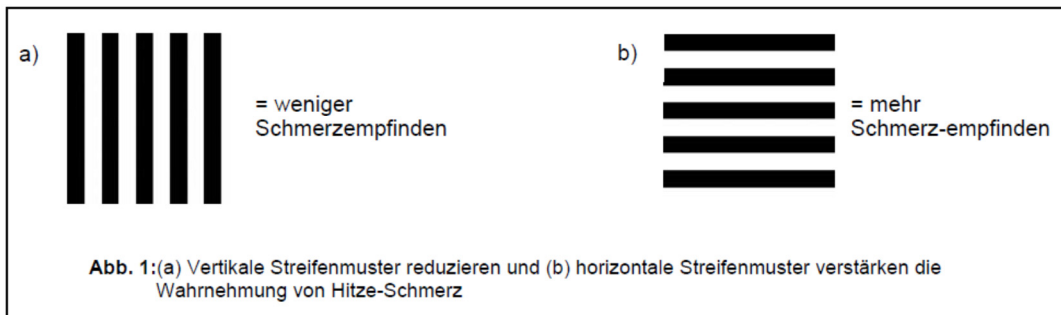 a)
= weniger
Schmerzempfinden
b)
= mehr
Schmerz-empfinden
Abb. 1:(a) Vertikale Streifenmuster reduzieren und (b) horizontale Streifenmuster verstärken die
Wahrnehmung von Hitze-Schmerz